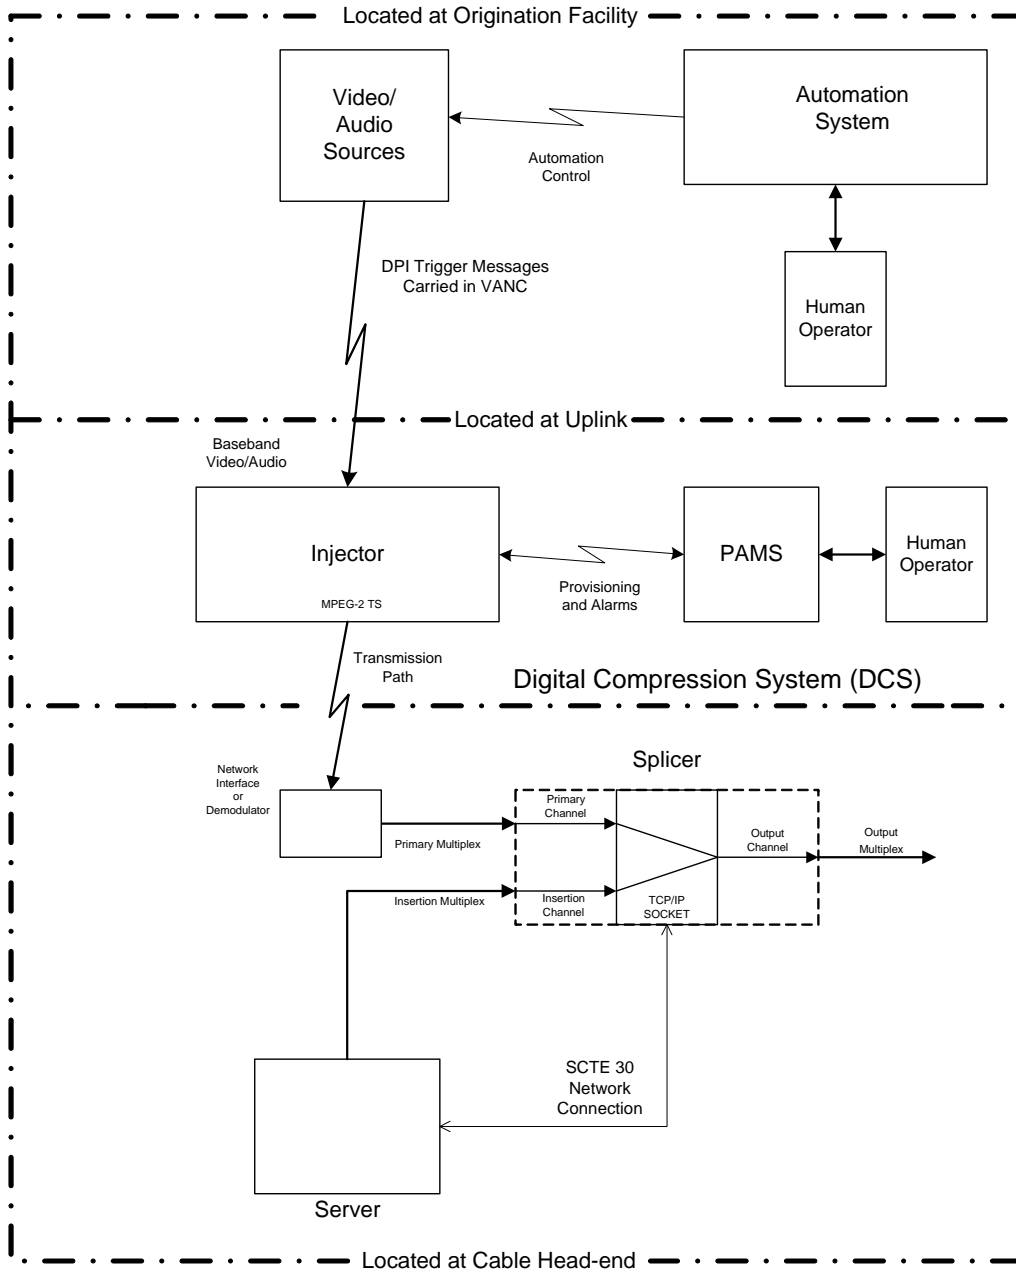 Located at Origination Facility
Video/
Audio
Sources
Automation
System
Automation
Control
DPI Trigger Messages
Carried in VANC
Human
Operator
Located at Uplink
Baseband
Video/Audio
Injector
MPEG-2 TS
Provisioning
and Alarms
PAMS
Human
Operator
Transmission
Path
Digital Compression System (DCS)
Splicer
Network
Interface
or
Demodulator
Primary Multiplex
Primary
Channel
Output
Channel
Output
Multiplex
Insertion Multiplex
Insertion
Channel
TCP/IP
SOCKET
SCTE 30
Network
Connection
Server
Located at Cable Head-end